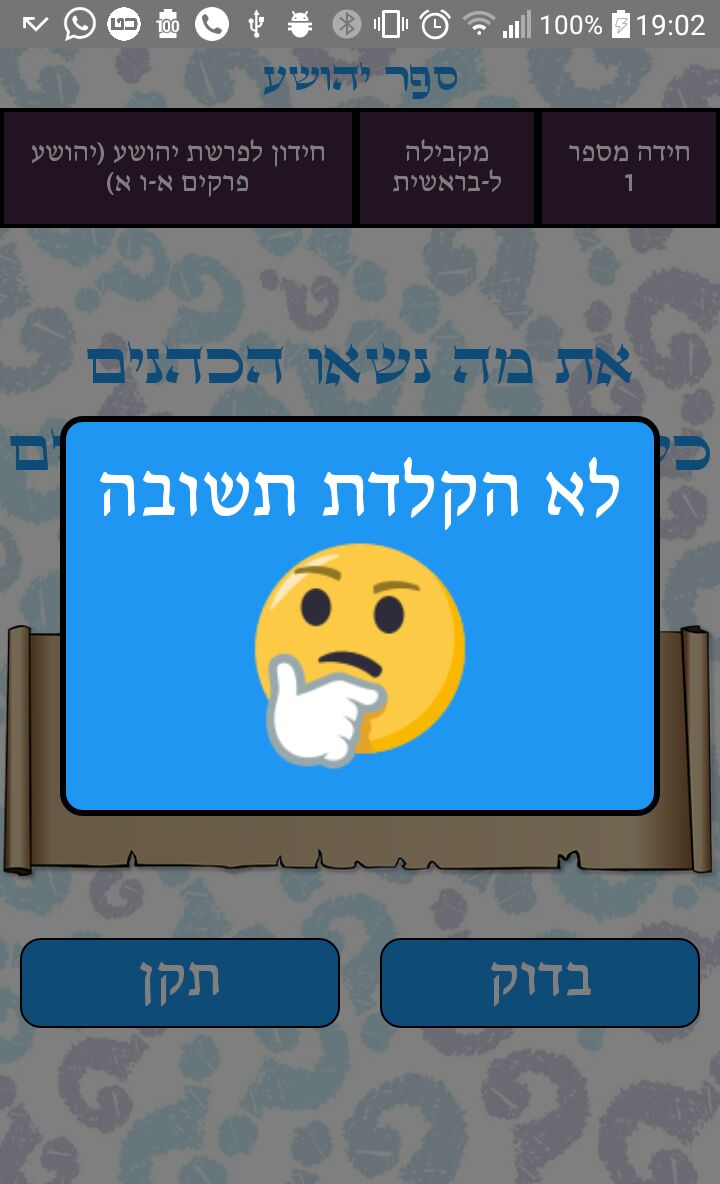 100% 19:02
ספר יהושע
חידה מספר
1
מקבילה
ל-בראשית
חידון לפרשת יהושע (יהושע
פרקים א-ו א)
את מה נשאו הכהנים
לא הקלדת תשובה
בדוק
תקן